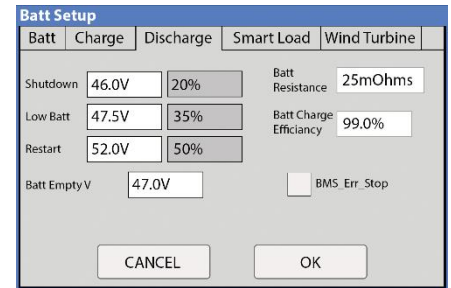 Batt Setup
Batt Charge Discharge Smart Load Wind Turbine
Shutdown 46.0V 20%
Batt
Resistance 25mOhms
Low Batt 47.5V 35%
Batt Charge
Efficiancy 99.0%
Restart 52.0V 50%
Batt Empty V 47.0V
BMS_Err_Stop
CANCEL OK